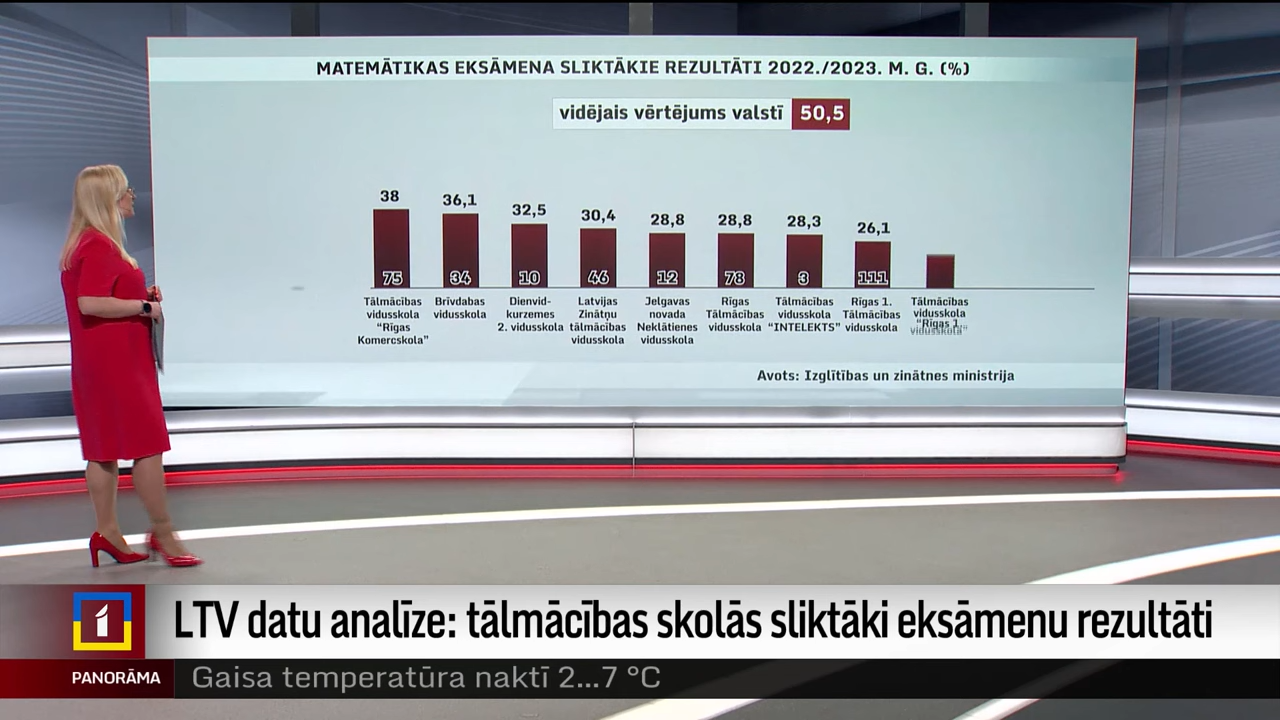 MATEMĀTIKAS EKSĀMENA SLIKTĀKIE REZULTĀTI 2022./2023. M. G. (%)
vidējais vērtējums valstī 50,5
38
36,1
32,5
30,4
28,8
28,8
28,3
26,1
75
34
10
46
12
78
3
111
Tālmācības
vidusskola
“Rīgas
Komercskola”
Brīvdabas
vidusskola
Dienvid-
kurzemes
2. vidusskola
Latvijas
Zinātņu
tālmācības
vidusskola
Jelgavas
novada
Neklātienes
vidusskola
Rīgas
Tālmācības
vidusskola
Tālmācības
vidusskola
“INTELEKTS”
Rīgas 1.
Tālmācības
vidusskola
Tālmācības
vidusskola
“Rīgas 1.
vidusskola”
Avots: Izglītības un zinātnes ministrija
1
LTV datu analīze: tālmācības skolās sliktāki eksāmenu rezultāti
PANORĀMA
Gaisa temperatūra naktī 2...7 °C